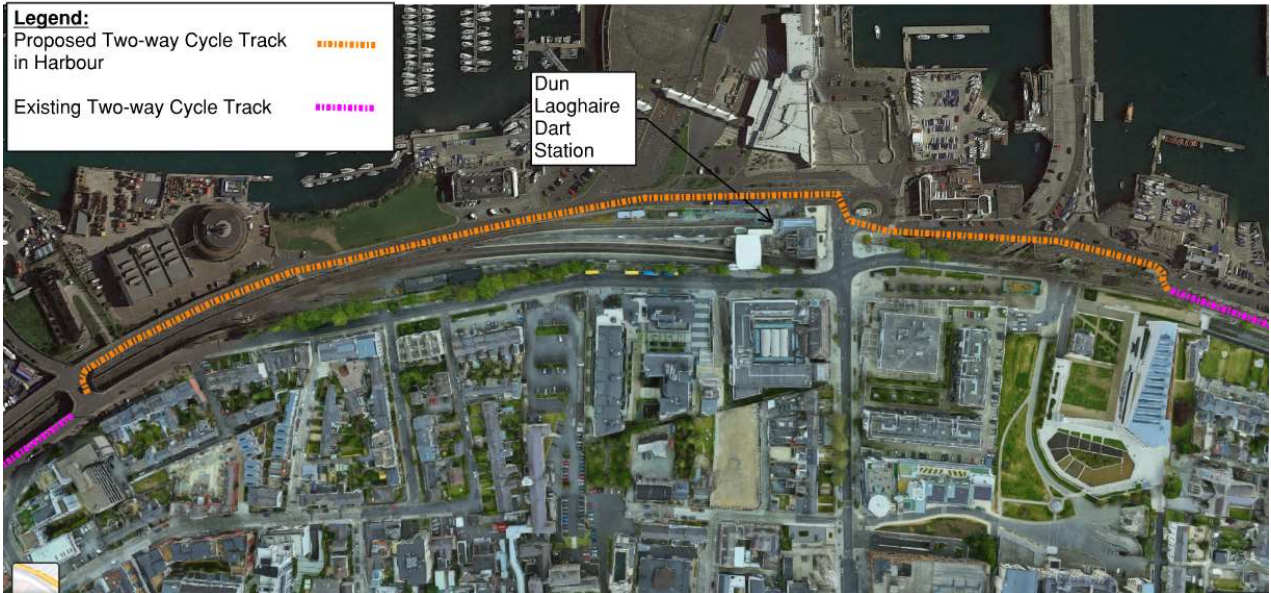 Legend:
Proposed Two-way Cycle Track
in Harbour
Existing Two-way Cycle Track
Dun
Laoghaire
Dart
Station